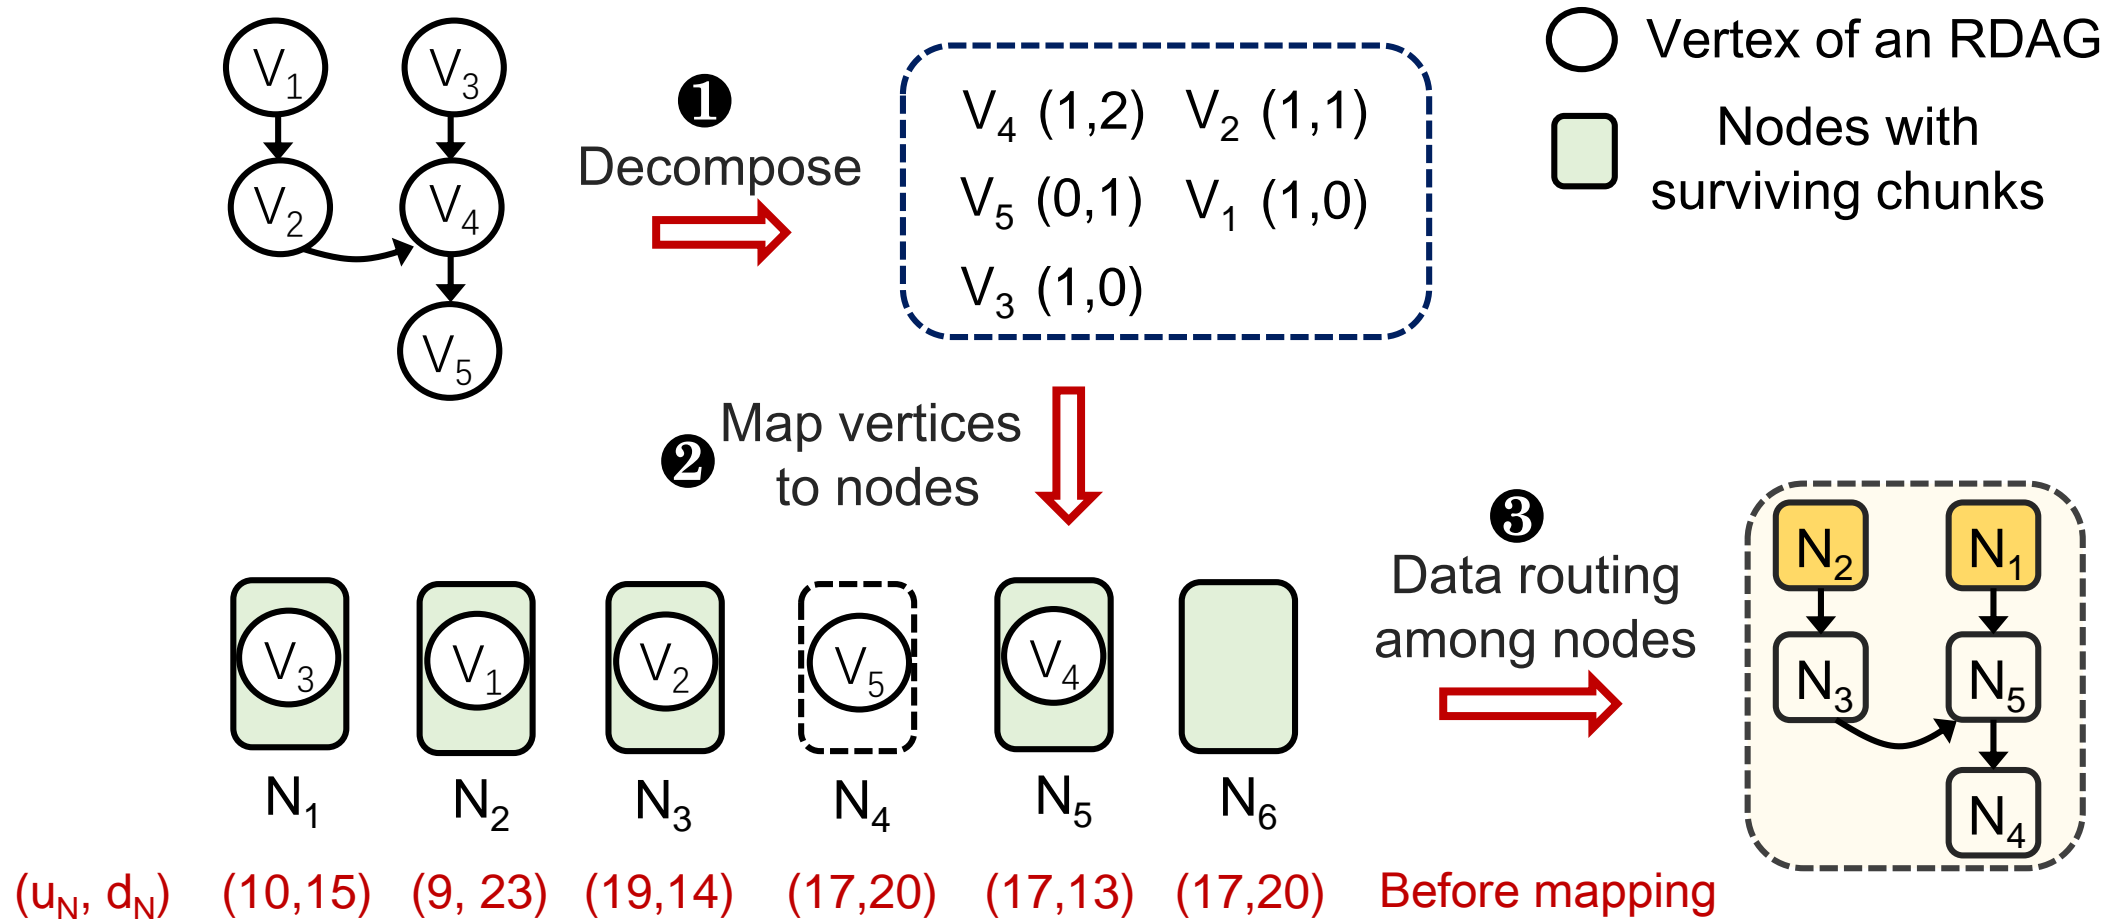 V1 V3
V2 V4
V5
❶
Decompose
V4 (1,2) V2 (1,1)
V5 (0,1) V1 (1,0)
V3 (1,0)
Vertex of an RDAG
Nodes with
surviving chunks
❷
Map vertices
to nodes
V3 V1 V2 V5 V4
N1 N2 N3 N4 N5 N6
(uN, dN) (10,15) (9, 23) (19,14) (17,20) (17,13) (17,20) Before mapping
❸
Data routing
among nodes
N2 N1
N3 N5
N4